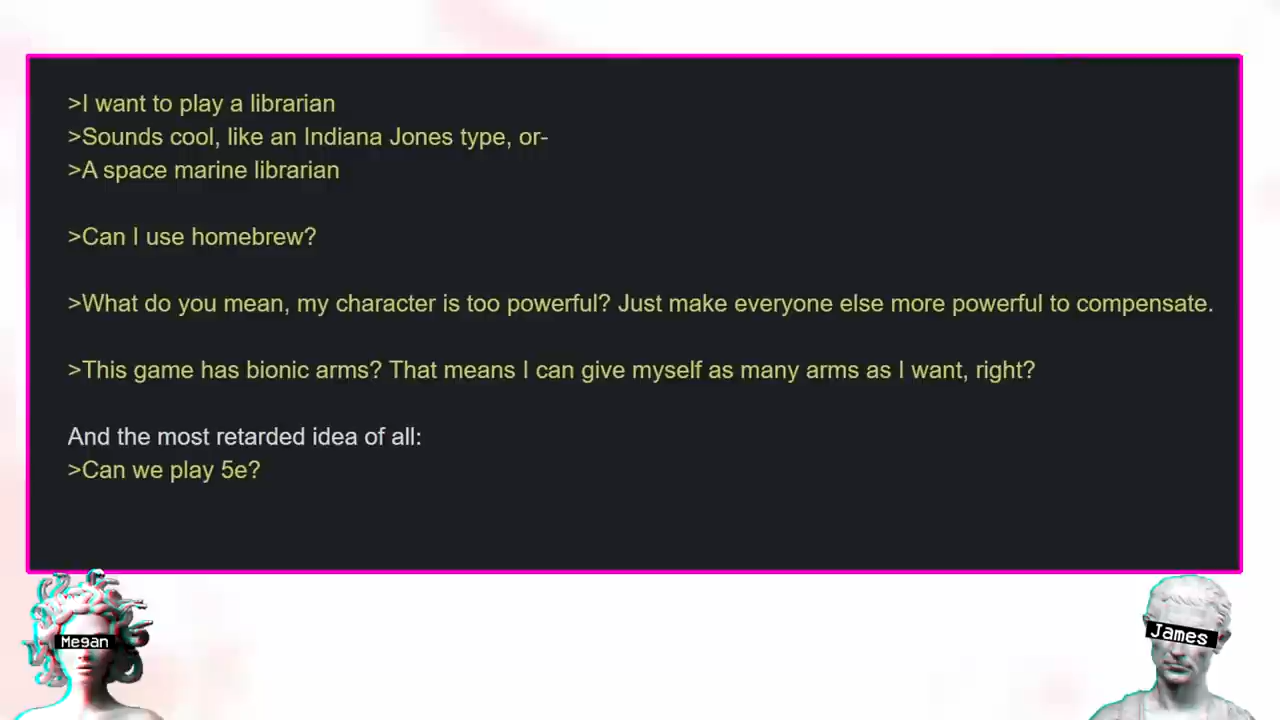 >I want to play a librarian
>Sounds cool, like an Indiana Jones type, or-
>A space marine librarian
>Can I use homebrew?
>What do you mean, my character is too powerful? Just make everyone else more powerful to compensate.
>This game has bionic arms? That means I can give myself as many arms as I want, right?
And the most retarded idea of all:
>Can we play 5e?
Megan
James